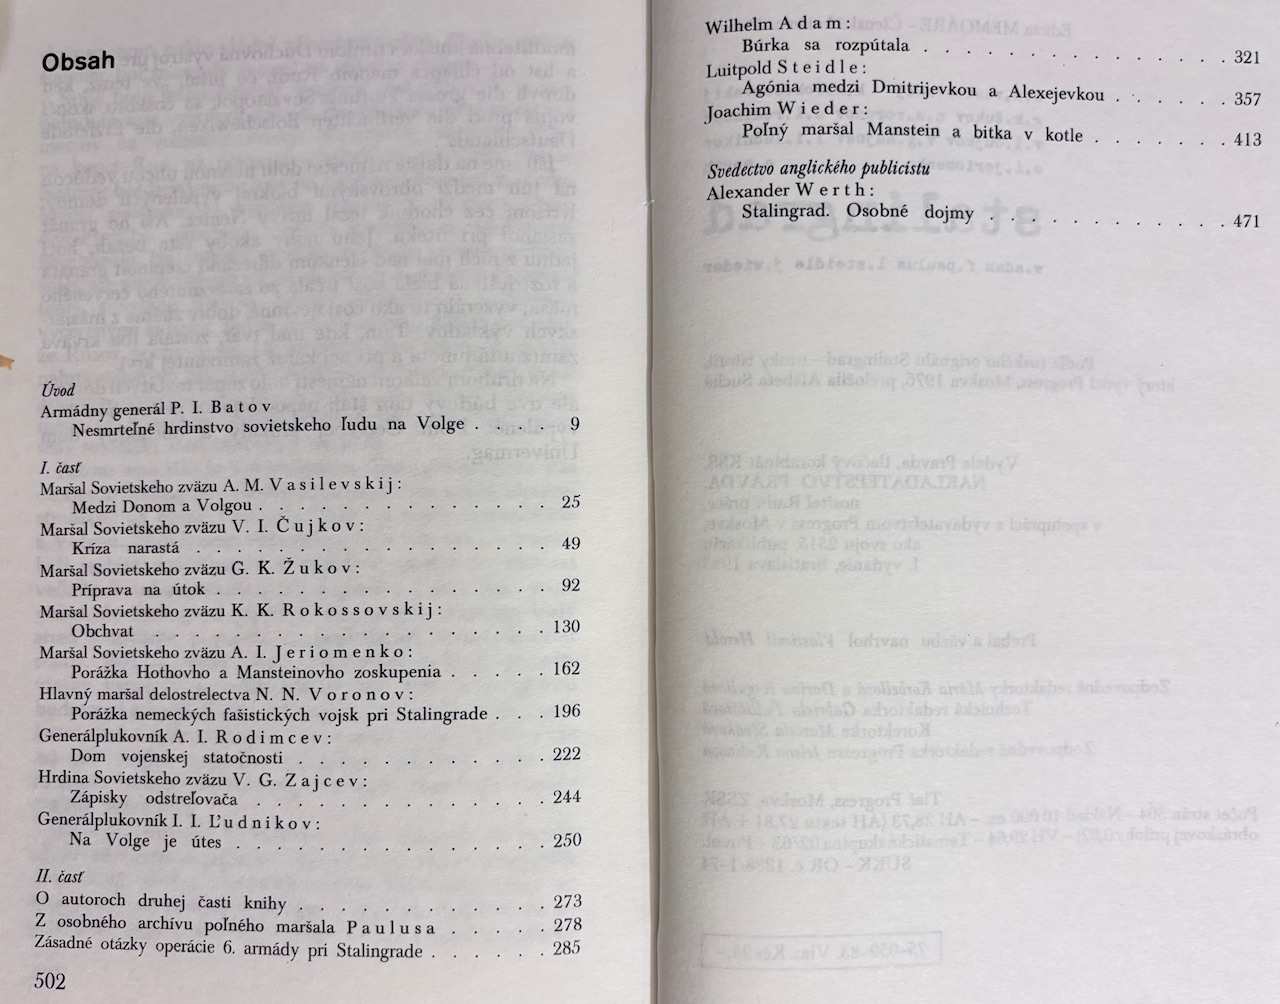 Obsah
Úvod
Armádny generál P. I. Batov
Nesmrteľné hrdinstvo sovietskeho ľudu na Volge . . . . 9
I. časť
Maršal Sovietskeho zväzu A. M. Vasilevskij:
Medzi Donom a Volgou . . . . . . . . . . . . . . 25
Maršal Sovietskeho zväzu V. I. Čujkov:
Kríza narastá . . . . . . . . . . . . . . . . . 49
Maršal Sovietskeho zväzu G. K. Žukov:
Príprava na útok . . . . . . . . . . . . . . . . 92
Maršal Sovietskeho zväzu K. K. Rokossovskij:
Obchvat . . . . . . . . . . . . . . . . . . . 130
Maršal Sovietskeho zväzu A. I. Jeriomenko:
Porážka Hothovho a Mansteinovho zoskupenia . . . . . 162
Hlavný maršal delostrelectva N. N. Voronov:
Porážka nemeckých fašistických vojsk pri Stalingrade . . . 196
Generálplukovník A. I. Rodimcev:
Dom vojenskej statočnosti . . . . . . . . . . . . 222
Hrdina Sovietskeho zväzu V. G. Zajcev:
Zápisky odstreľovača . . . . . . . . . . . . . . 244
Generálplukovník I. I. Ľudnikov:
Na Volge je útes . . . . . . . . . . . . . . . 250
II. časť
O autoroch druhej časti knihy . . . . . . . . . . . . 273
Z osobného archívu poľného maršala Paulusa . . . . . 278
Zásadné otázky operácie 6. armády pri Stalingrade . . . . . . 285
502
Wilhelm Adam:
Búrka sa rozpútala . . . . . . . . . . . . . . 321
Luitpold Steidle:
Agónia medzi Dmitrijevkou a Alexejevkou . . . . . . 357
Joachim Wieder:
Poľný maršal Manstein a bitka v kotle . . . . . . . 413
Svedectvo anglického publicistu
Alexander Werth:
Stalingrad. Osobné dojmy . . . . . . . . . . . . 471